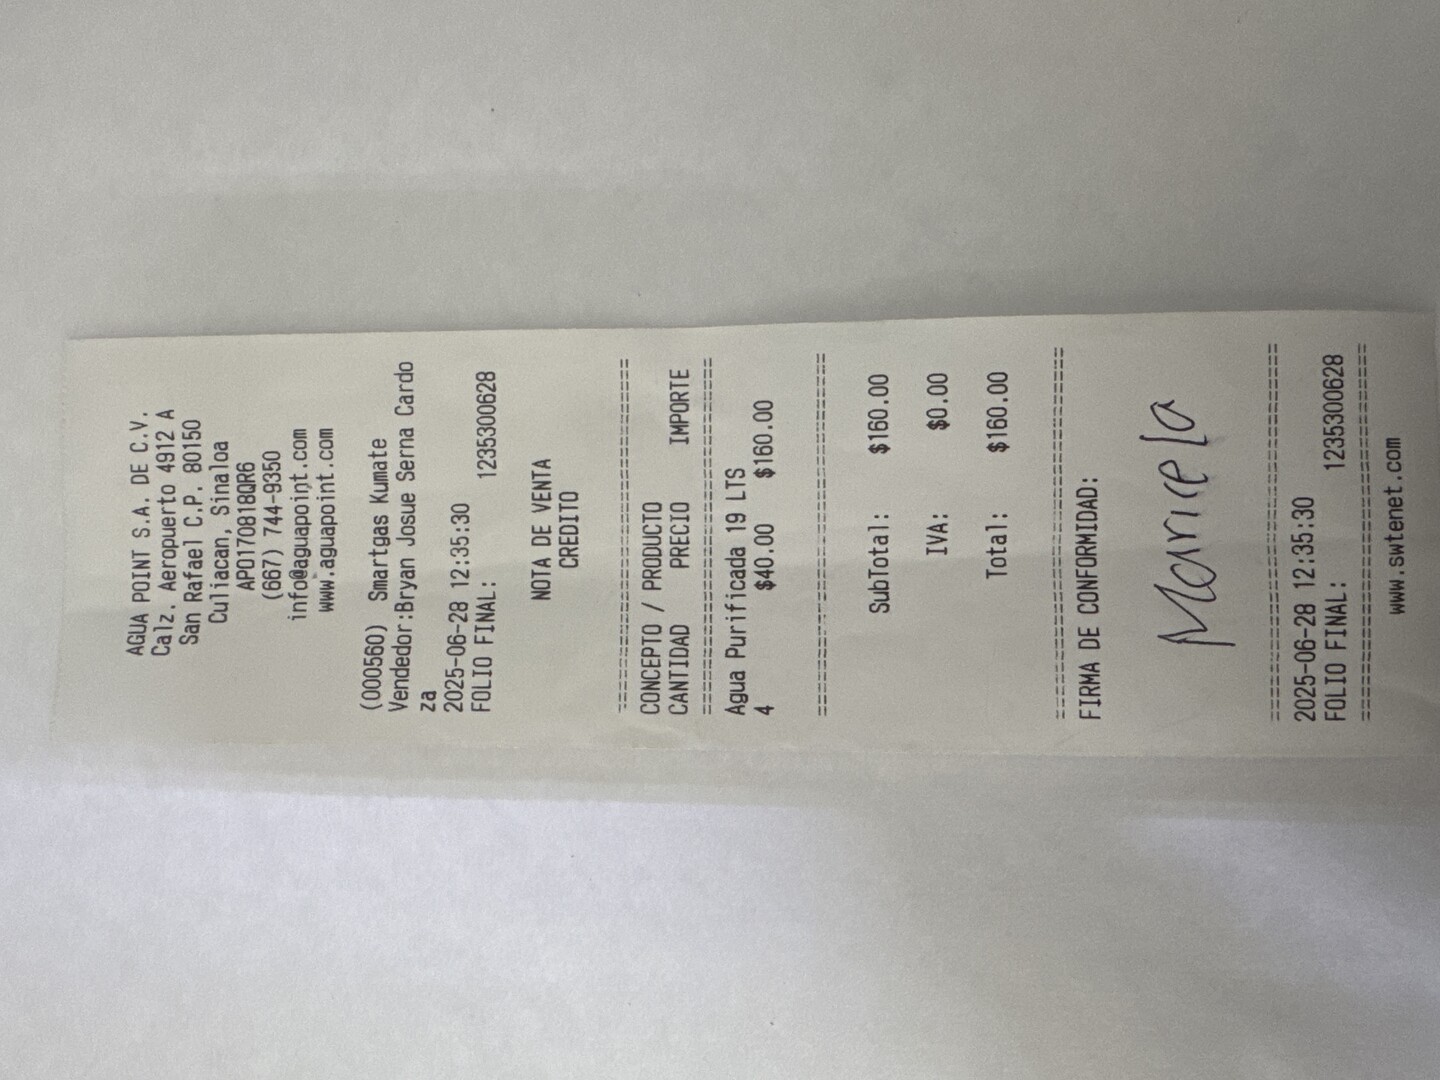 AGUA POINT S.A. DE C.V.
Calz. Aeropuerto 4912 A
San Rafael C.P. 80150
Culiacan, Sinaloa
APO170818QR6
(667) 744-9350
info@aguapoint.com
www.aguapoint.com
(000560) Smartgas Kumate
Vendedor:Bryan Josue Serna Cardo
za
2025-06-28 12:35:30
FOLIO FINAL: 1235300628
NOTA DE VENTA
CREDITO
================================
CONCEPTO / PRODUCTO
CANTIDAD PRECIO IMPORTE
================================
Agua Purificada 19 LTS
4 $40.00 $160.00
================================
SubTotal: $160.00
IVA: $0.00
Total: $160.00
================================
FIRMA DE CONFORMIDAD:
Maricela
================================
2025-06-28 12:35:30
FOLIO FINAL: 1235300628
================================
www.swtenet.com